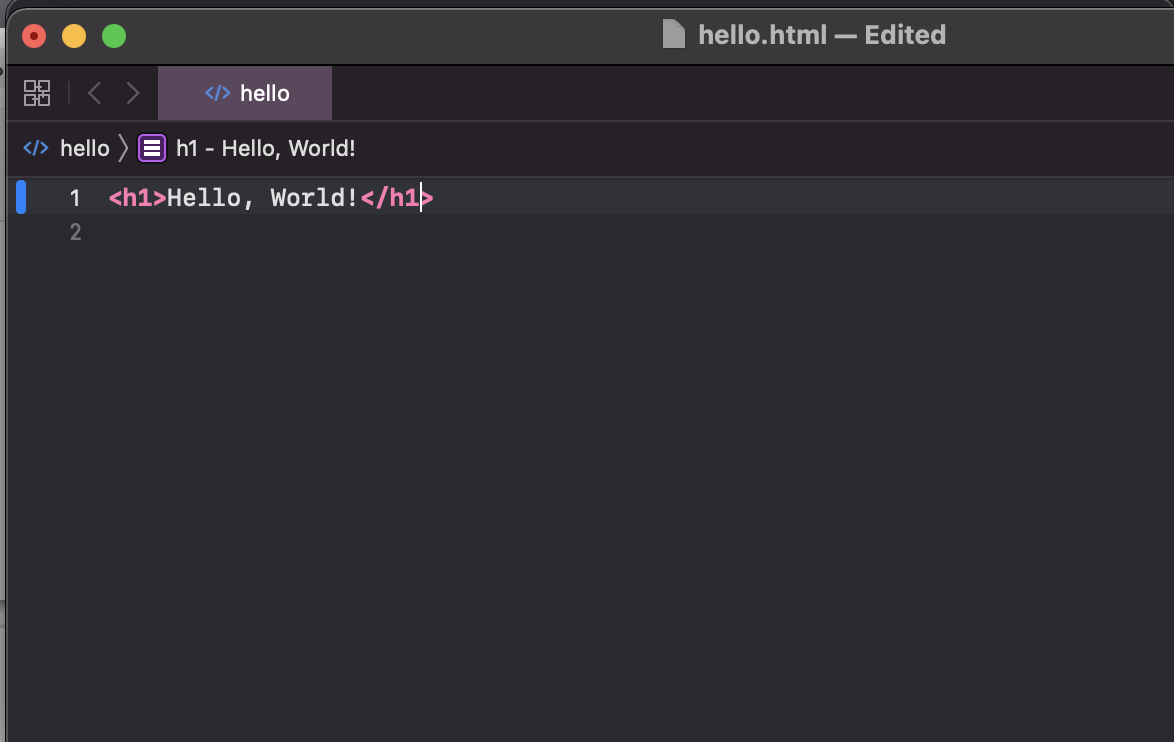 hello.html — Edited
</> hello
</> hello 〉 h1 - Hello, World!
1 <h1>Hello, World!</h1>
2